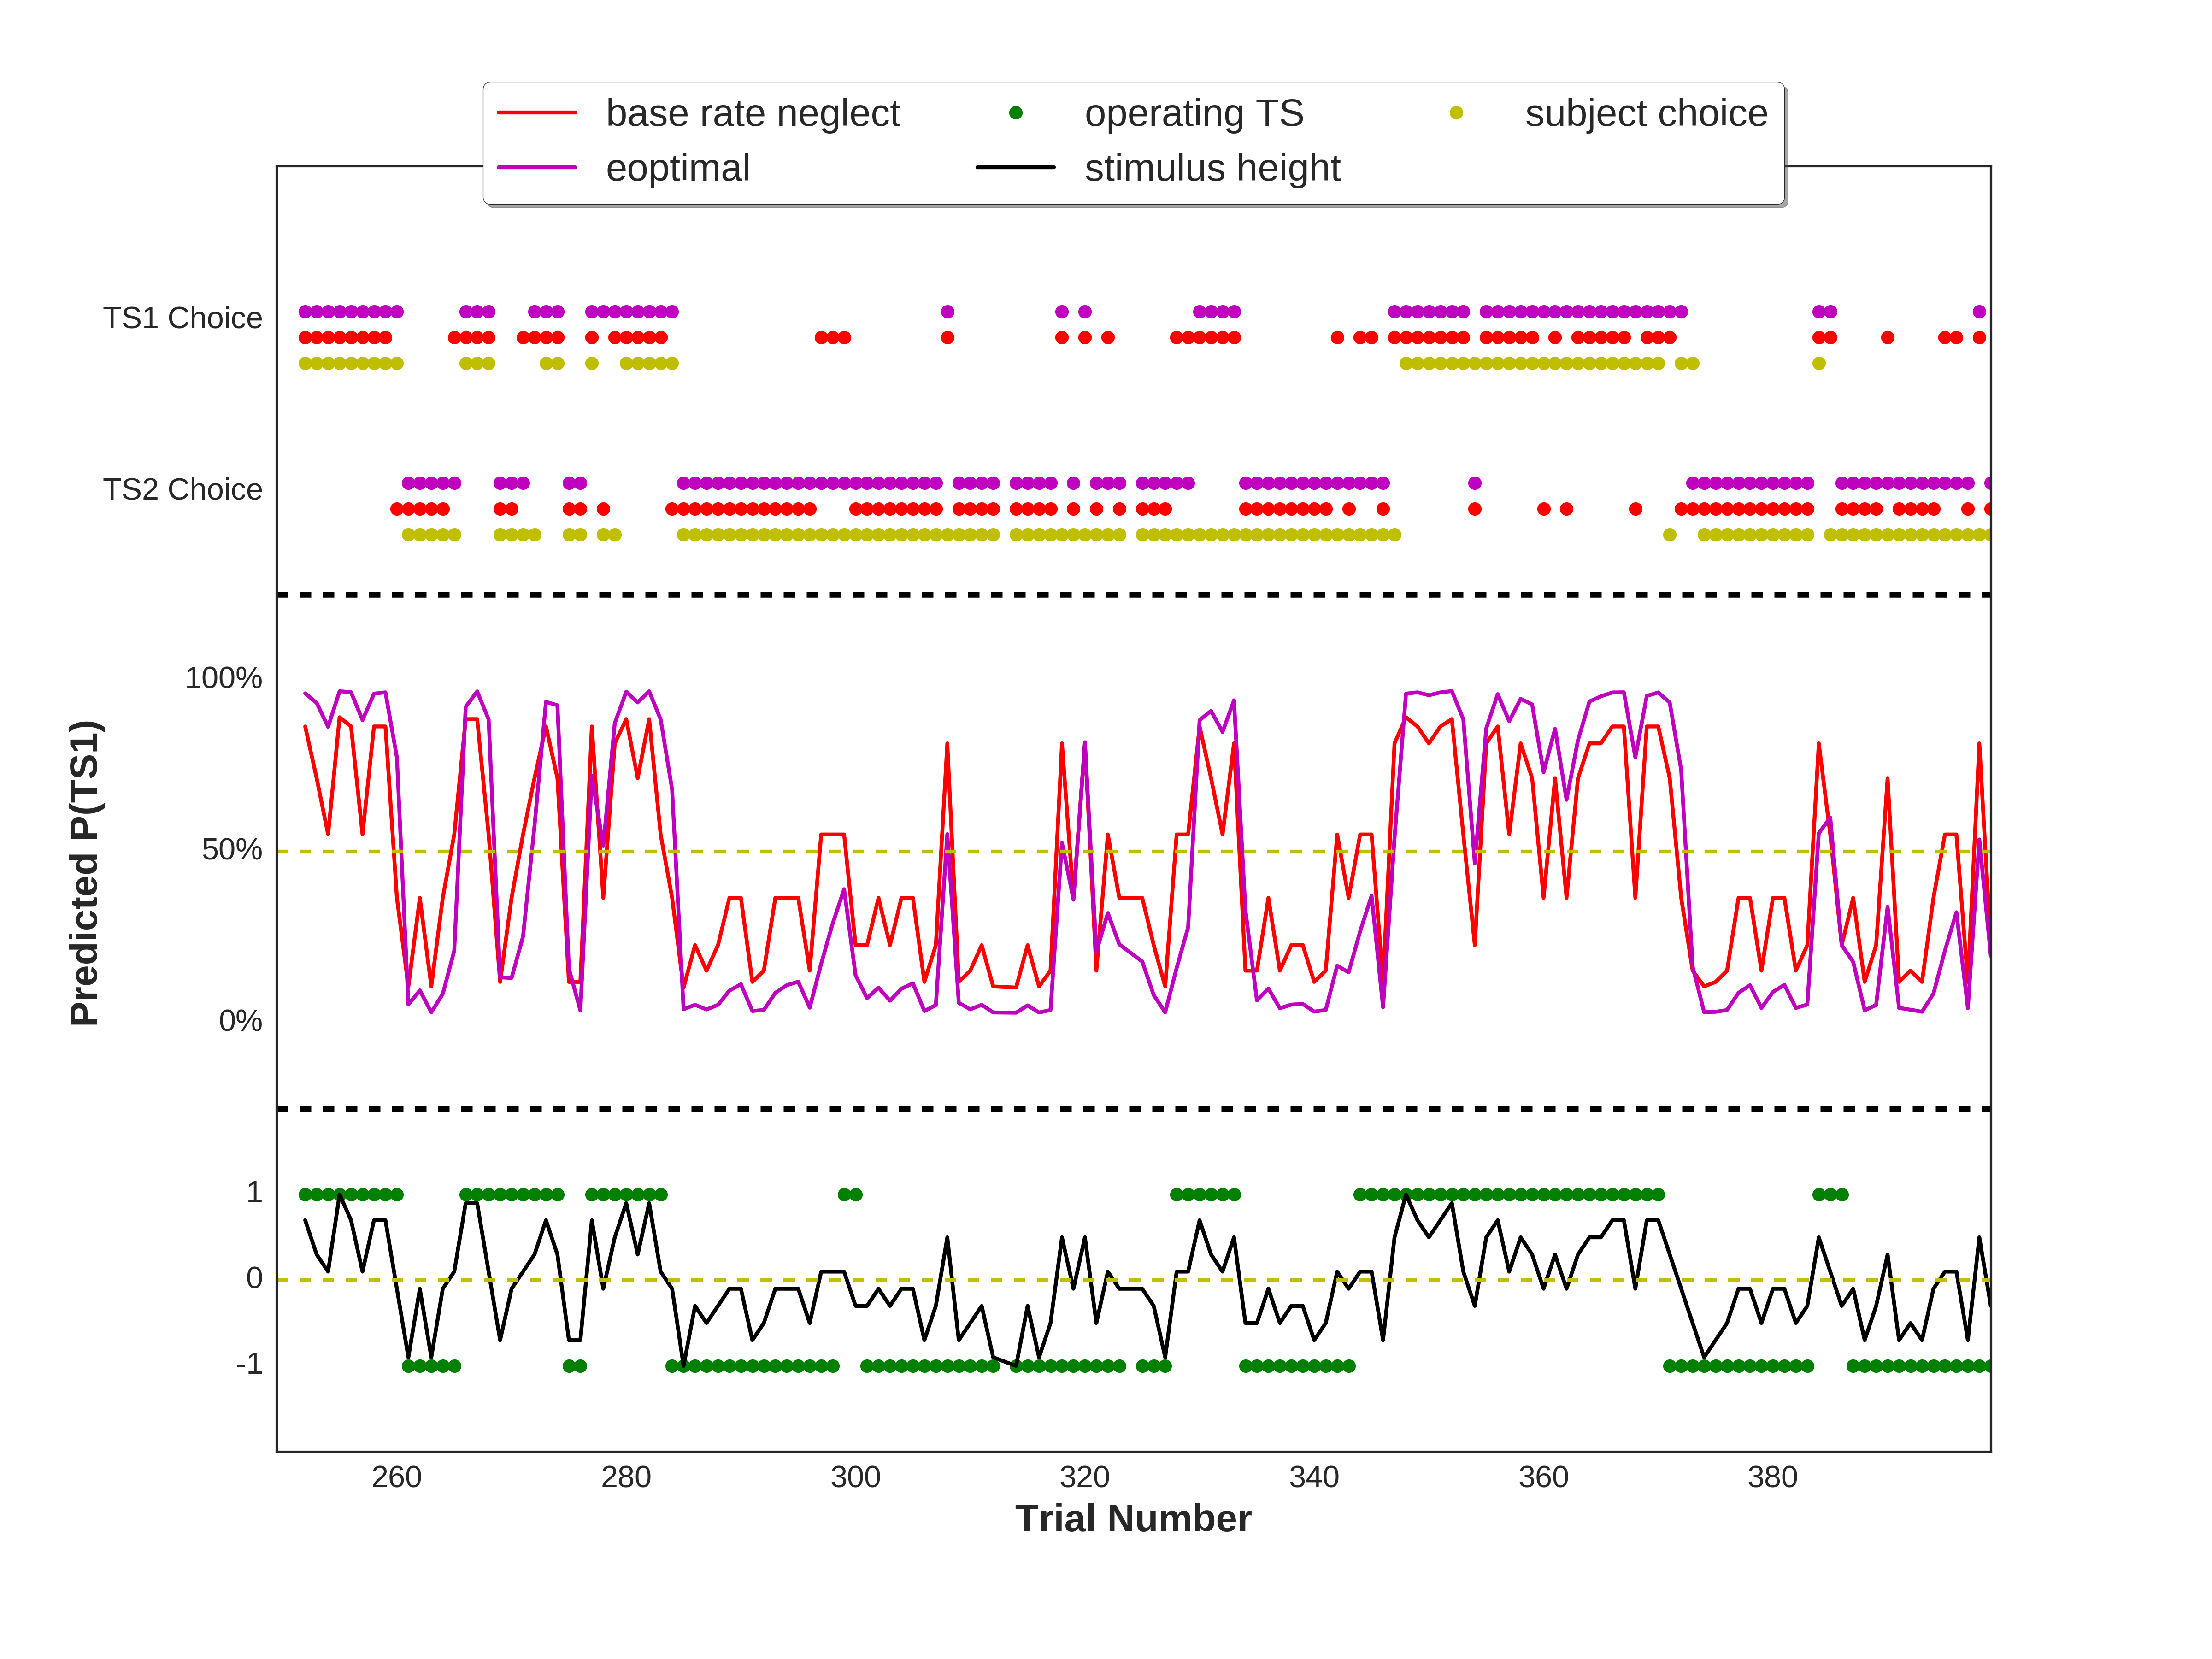 base rate neglect operating TS subject choice
eoptimal stimulus height
TS1 Choice
TS2 Choice
100%
50%
0%
Predicted P(TS1)
1
0
-1
260 280 300 320 340 360 380
Trial Number